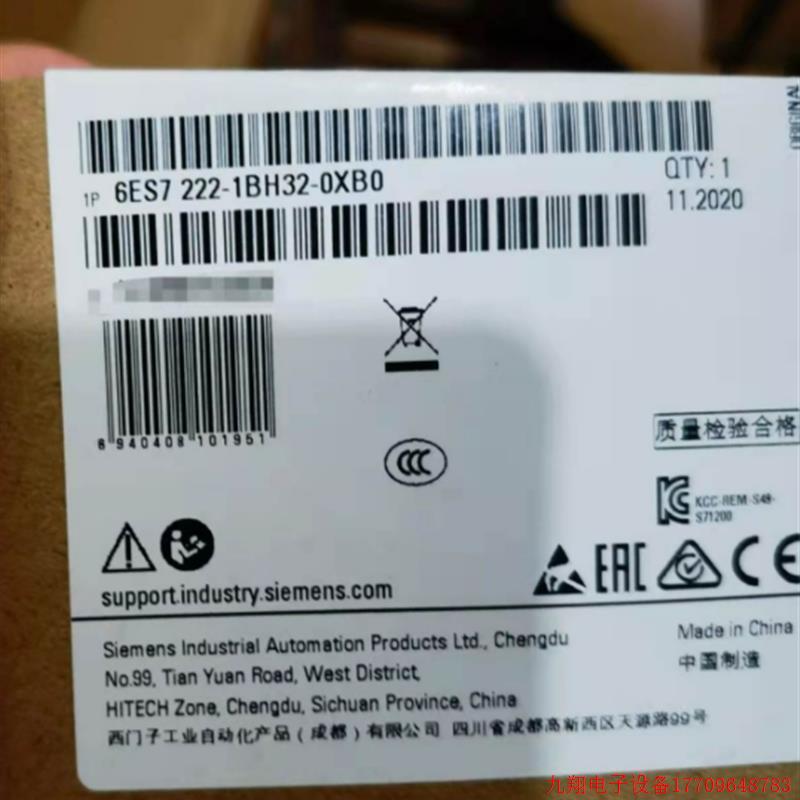 ORIGINAL
1P 6ES7 222-1BH32-0XB0
QTY: 1
11.2020
6 940408 101951
CCC
质量检验合格
KCC-REM-S49-
S71200
EAC
CE
support.industry.siemens.com
Siemens Industrial Automation Products Ltd., Chengdu
No.99, Tian Yuan Road, West District,
HITECH Zone, Chengdu, Sichuan Province, China
西门子工业自动化产品(成都)有限公司 四川省成都高新西区天源路99号
Made in China
中国制造
九翔电子设备17709648783